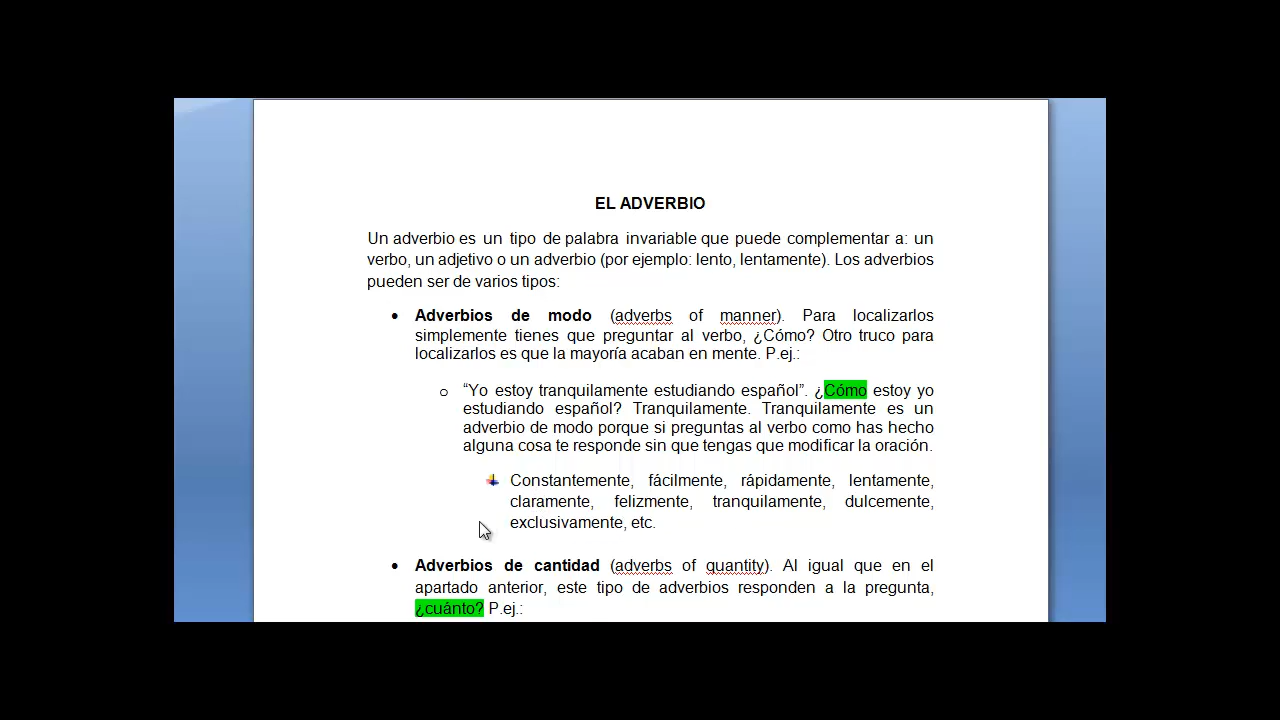 EL ADVERBIO
Un adverbio es un tipo de palabra invariable que puede complementar a: un
verbo, un adjetivo o un adverbio (por ejemplo: lento, lentamente). Los adverbios
pueden ser de varios tipos:
• Adverbios de modo (adverbs of manner). Para localizarlos
simplemente tienes que preguntar al verbo, ¿Cómo? Otro truco para
localizarlos es que la mayoría acaban en mente. P.ej.:
o “Yo estoy tranquilamente estudiando español”. ¿Cómo estoy yo
estudiando español? Tranquilamente. Tranquilamente es un
adverbio de modo porque si preguntas al verbo como has hecho
alguna cosa te responde sin que tengas que modificar la oración.
Constantemente, fácilmente, rápidamente, lentamente,
claramente, felizmente, tranquilamente, dulcemente,
exclusivamente, etc.
• Adverbios de cantidad (adverbs of quantity). Al igual que en el
apartado anterior, este tipo de adverbios responden a la pregunta,
¿cuánto? P.ej.: